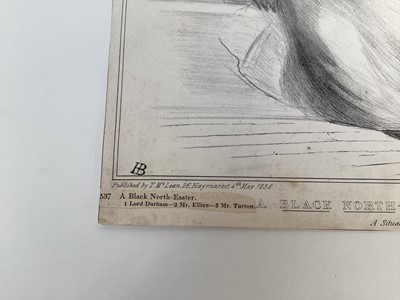 HB
Published by T. McLean, 26, Haymarket, 4th May 1838.
537 A Black North-Easter.
1 Lord Durham—2 Mr. Ellice—3 Mr. Turton.
A BLACK NORTH-
A Situa